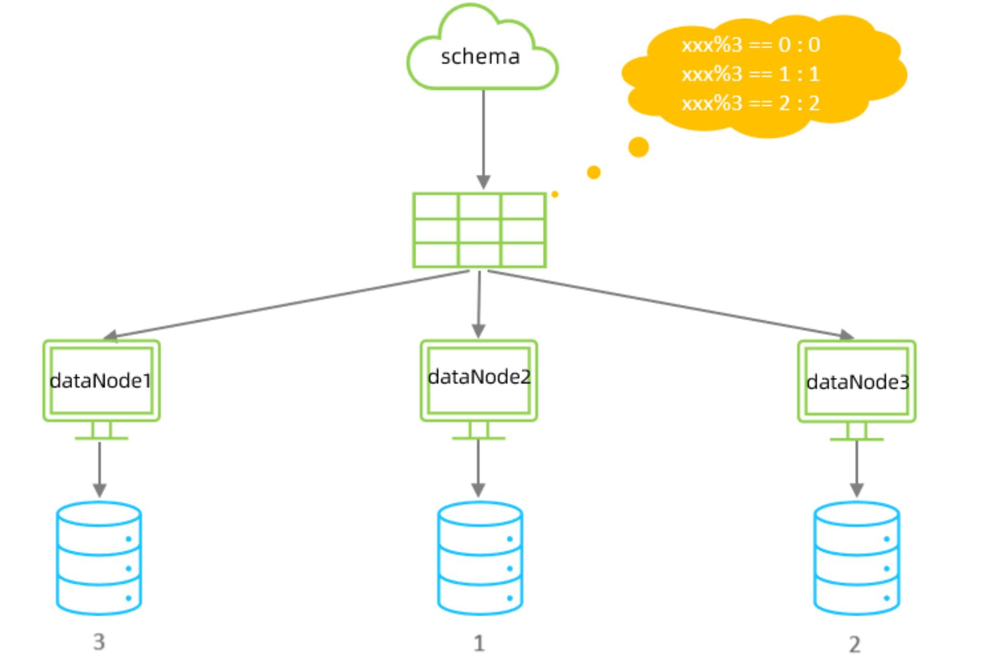 schema
xxx%3 == 0 : 0
xxx%3 == 1 : 1
xxx%3 == 2 : 2
dataNode1
dataNode2
dataNode3
3
1
2